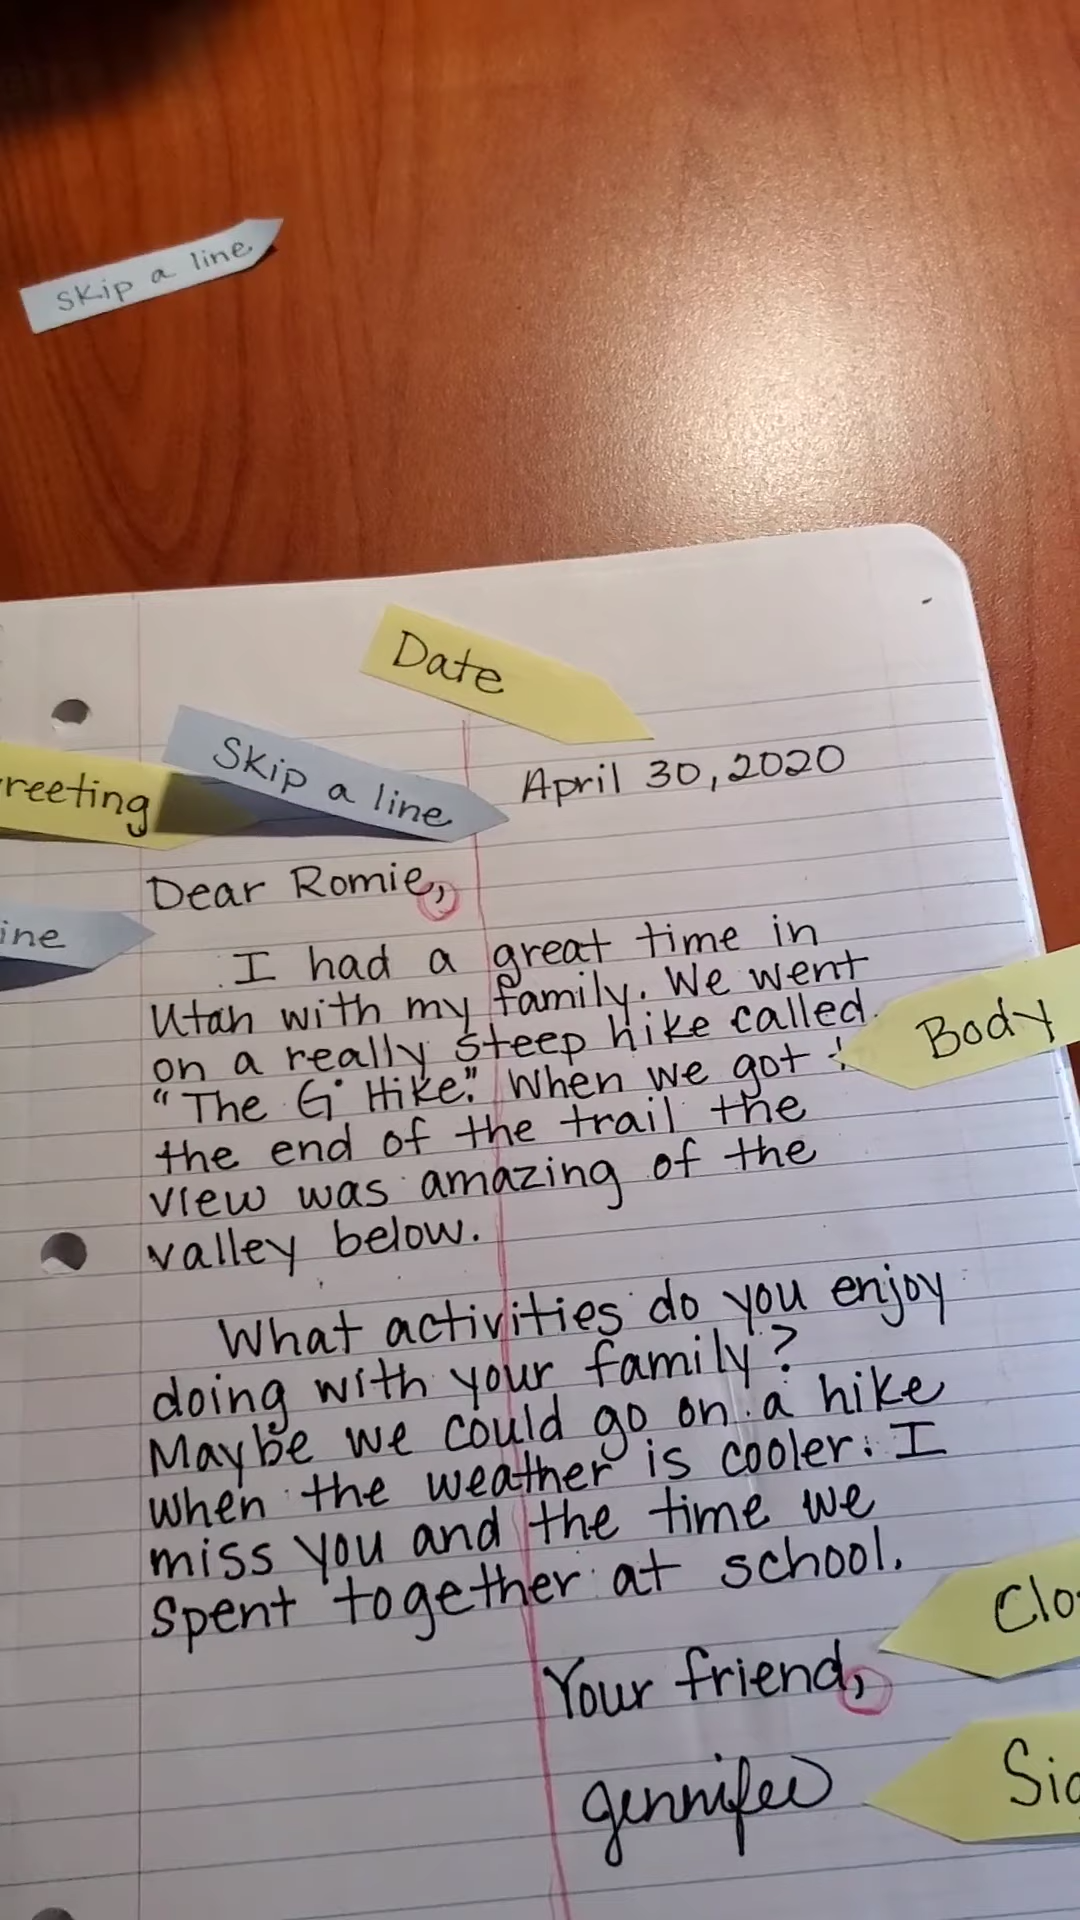 skip a line
Date
Skip a line
April 30, 2020
reeting
Dear Romie,
ine
I had a great time in
Utah with my family. We went
on a really steep hike called
"The G Hike." When we got
Body
the end of the trail the
view was amazing of the
valley below.
What activities do you enjoy
doing with your family?
Maybe we could go on a hike
when the weather is cooler. I
miss you and the time we
spent together at school.
Clo
Your friend,
Sig
Jennifer